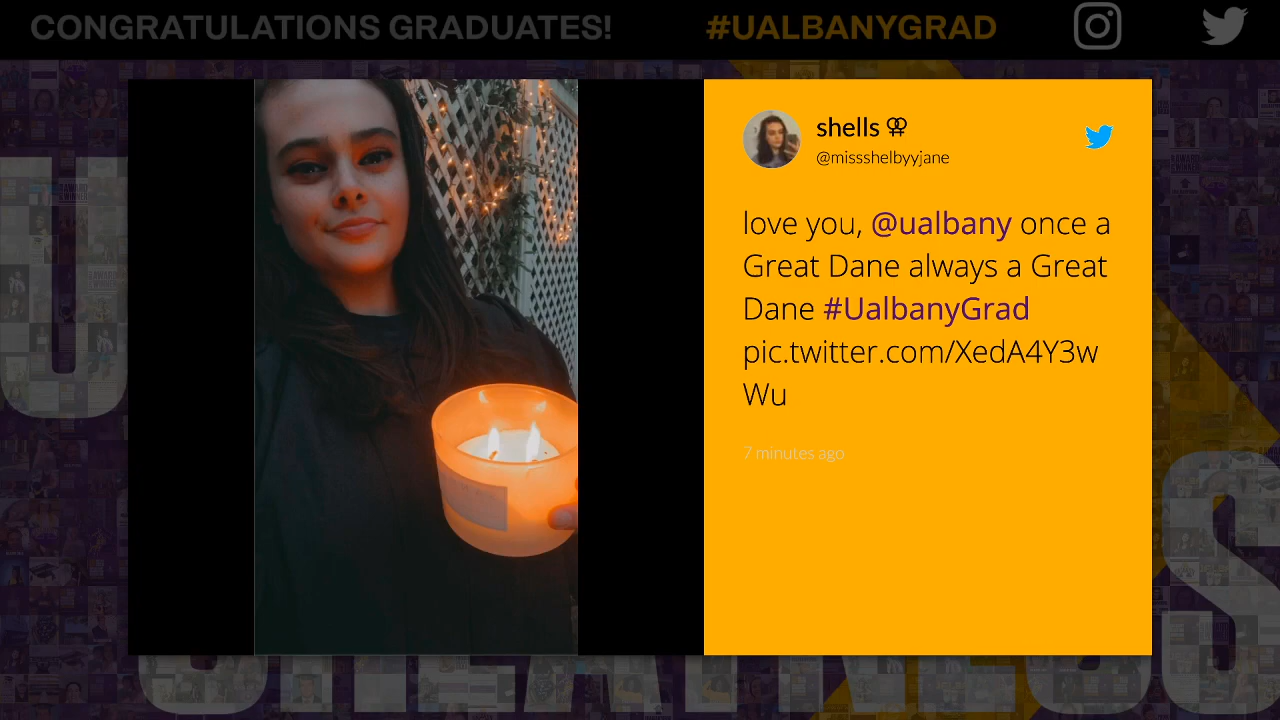 CONGRATULATIONS GRADUATES! #UALBANYGRAD
shells ⚢
@missshelbyyjane
love you, @ualbany once a
Great Dane always a Great
Dane #UalbanyGrad
pic.twitter.com/XedA4Y3w
Wu
7 minutes ago